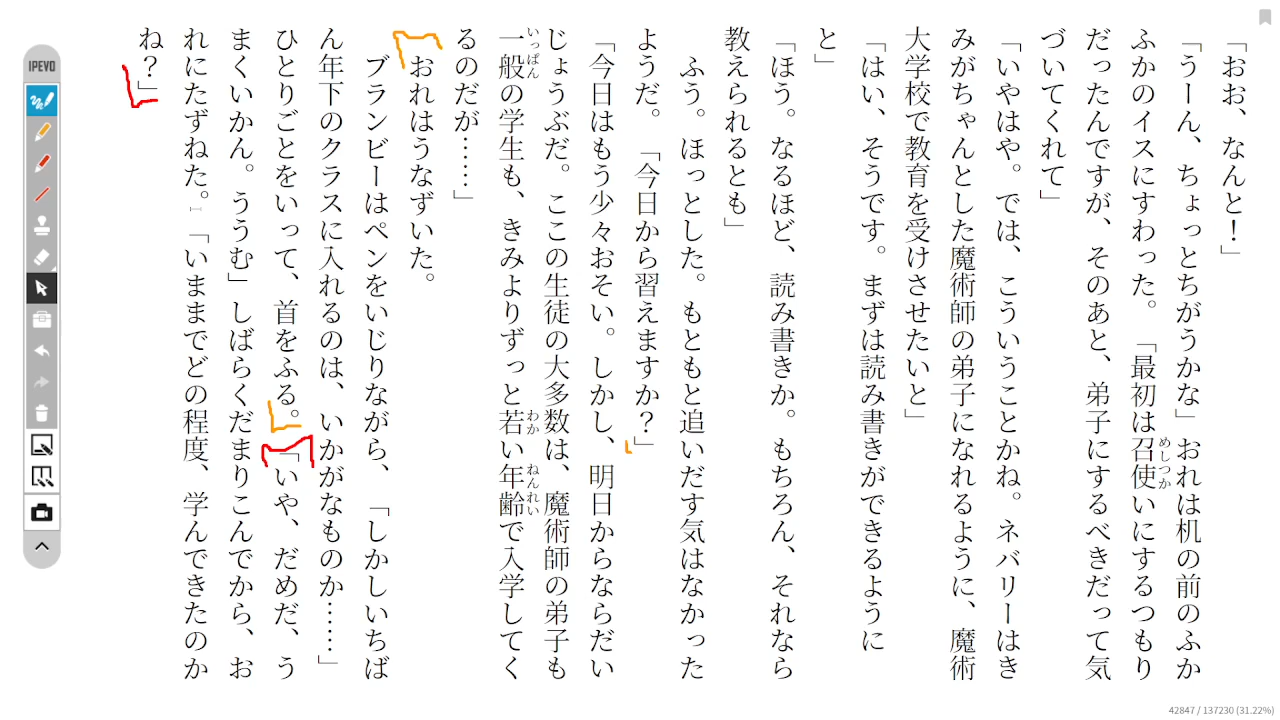 「おお、なんと！」
「うーん、ちょっとちがうかな」おれは机の前のふか
ふかのイスにすわった。「最初は召使いにするつもり
だったんですが、そのあと、弟子にするべきだって気
づいてくれて」
「いやはや。では、こういうことかね。ネバリーはき
みがちゃんとした魔術師の弟子になれるように、魔術
大学校で教育を受けさせたいと」
「はい、そうです。まずは読み書きができるように
と」
「ほう。なるほど、読み書きか。もちろん、それなら
教えられるとも」
ふう。ほっとした。もともと追いだす気はなかった
ようだ。「今日から習えますか？」
「今日はもう少々おそい。しかし、明日からならだい
じょうぶだ。ここの生徒の大多数は、魔術師の弟子も
一般の学生も、きみよりずっと若い年齢で入学してく
るのだが……」
おれはうなずいた。
ブランビーはペンをいじりながら、「しかしいちば
ん年下のクラスに入れるのは、いかがなものか……」
ひとりごとをいって、首をふる。「いや、だめだ、う
まくいかん。ううむ」しばらくだまりこんでから、お
れにたずねた。「いままでどの程度、学んできたのか
ね？」
めしつか
いっぱん
わか
ねんれい
IPEVO
42847 / 137230 (31.22%)